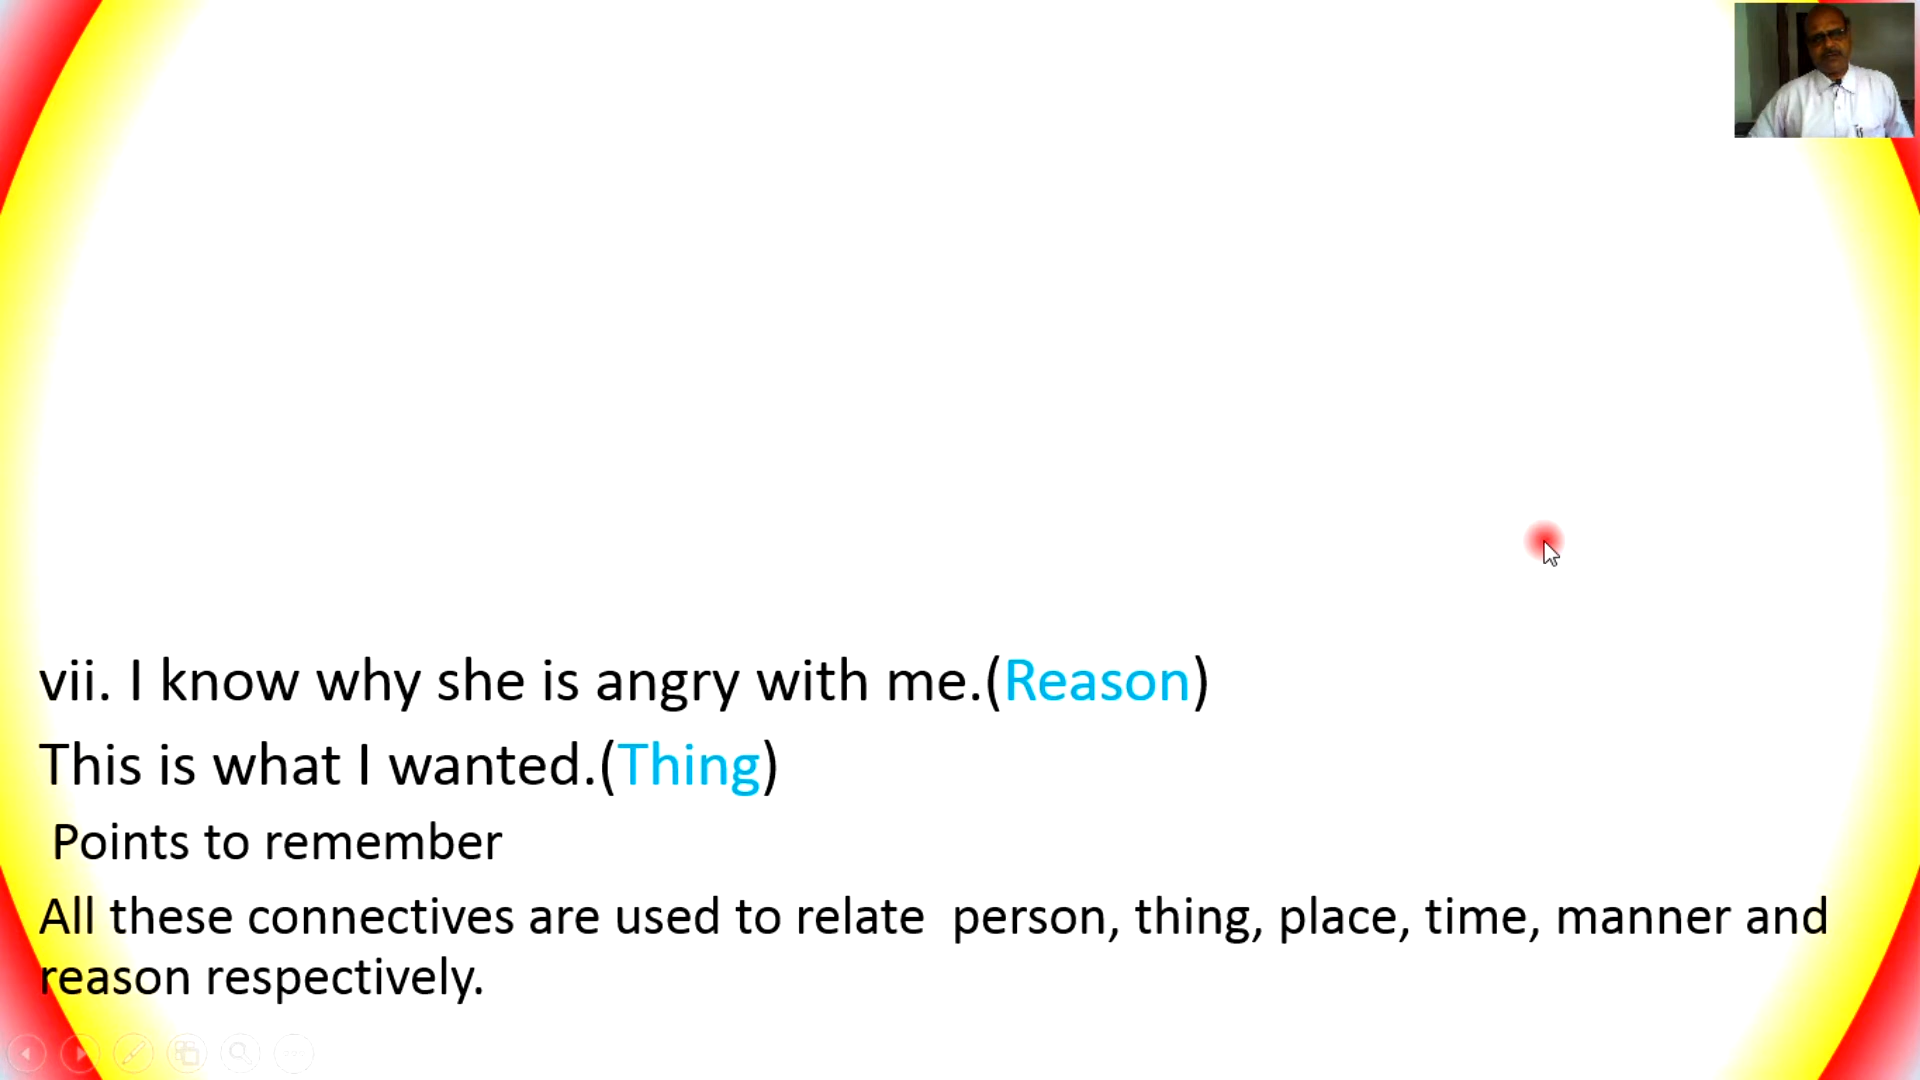 vii. I know why she is angry with me.(Reason)
This is what I wanted.(Thing)
Points to remember
All these connectives are used to relate  person, thing, place, time, manner and
reason respectively.